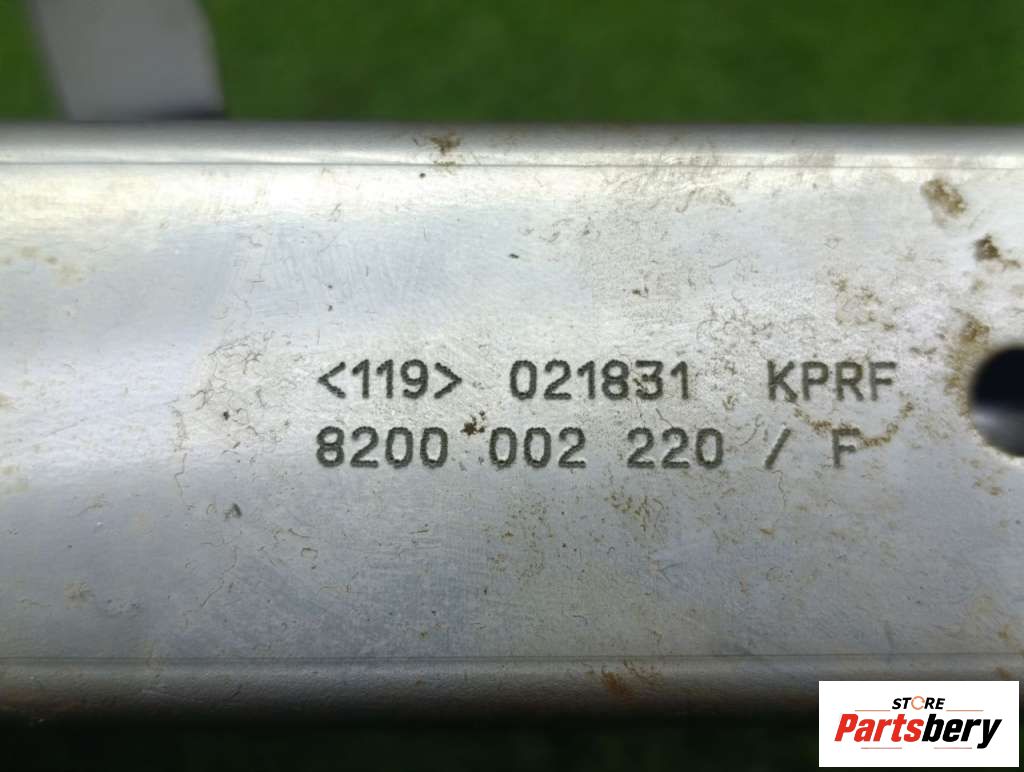 <119> 021831 KPRF
8200 002 220 / F
STORE
Partsbery